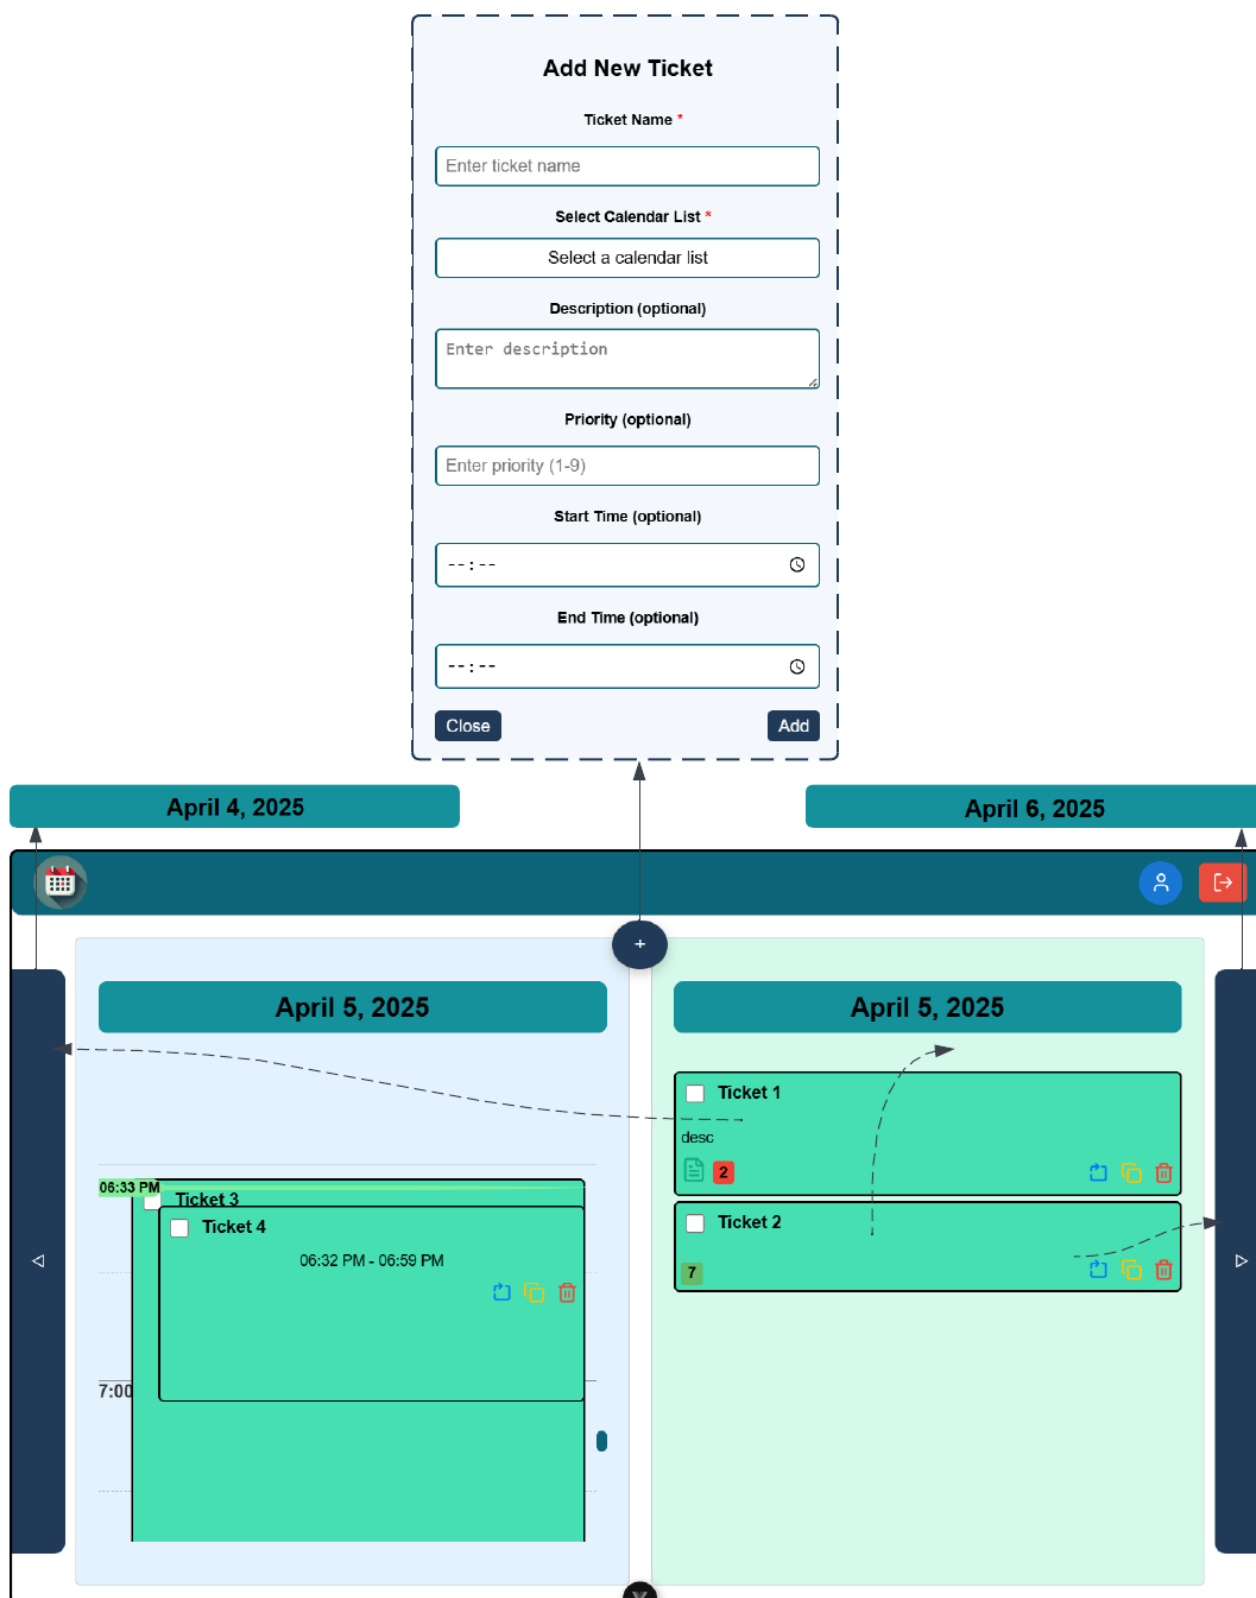 Add New Ticket
Ticket Name *
Enter ticket name
Select Calendar List *
Select a calendar list
Description (optional)
Enter description
Priority (optional)
Enter priority (1-9)
Start Time (optional)
--:--
End Time (optional)
--:--
Close
Add
April 4, 2025
April 6, 2025
+
April 5, 2025
06:33 PM
Ticket 3
Ticket 4
06:32 PM - 06:59 PM
7:00
April 5, 2025
Ticket 1
desc
2
Ticket 2
7